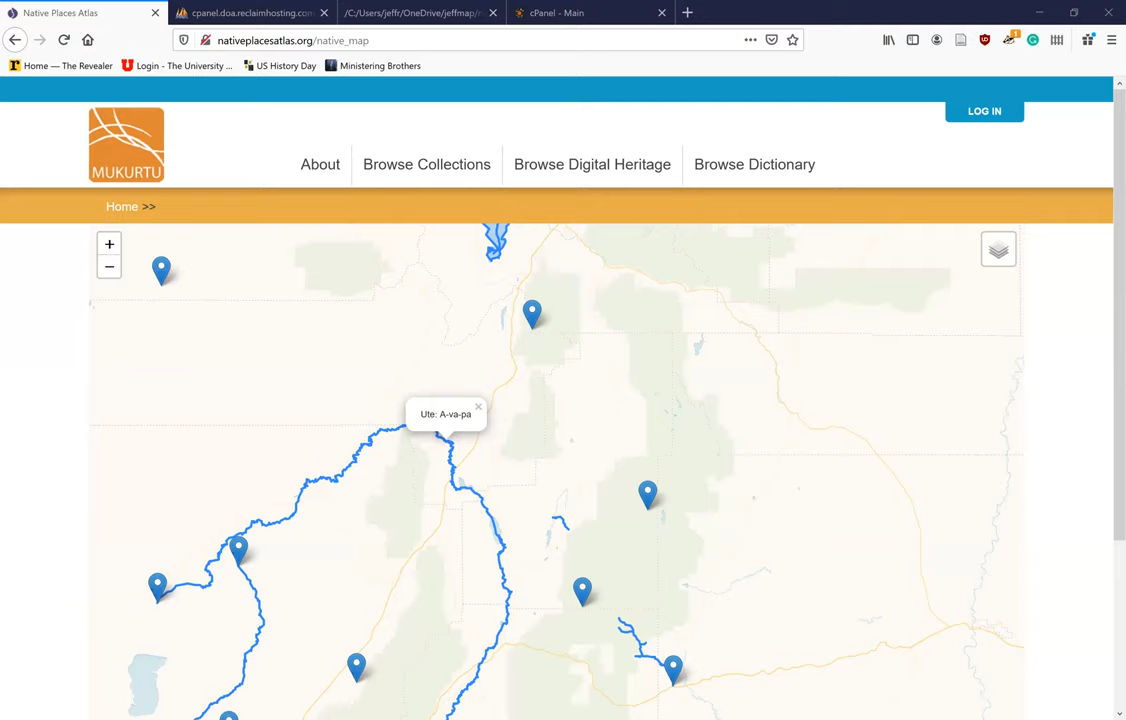 Native Places Atlas
cpanel.doa.reclaimhosting.com
/C:/Users/jeffr/OneDrive/jeffmap/
cPanel - Main
nativeplacesatlas.org/native_map
1
Home — The Revealer
Login - The University ...
US History Day
Ministering Brothers
LOG IN
MUKURTU
About
Browse Collections
Browse Digital Heritage
Browse Dictionary
Home >>
+
−
Ute: A-va-pa